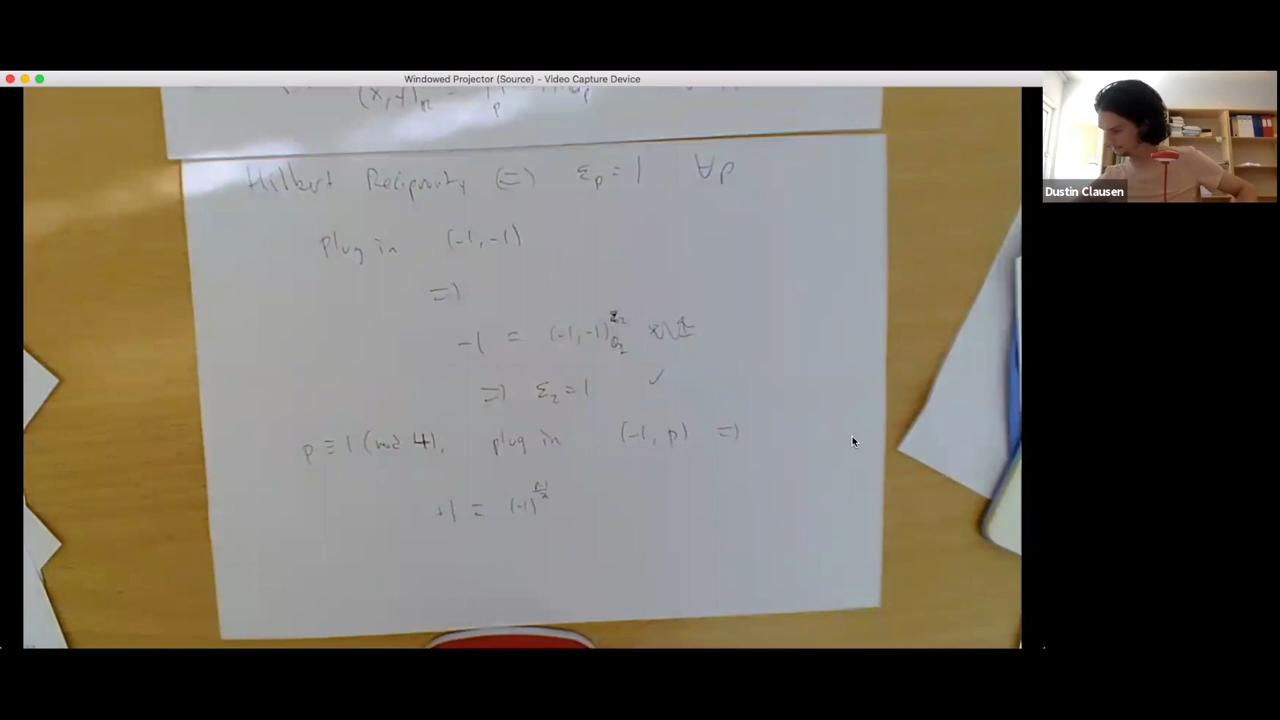 Windowed Projector (Source) - Video Capture Device
Dustin Clausen
(x,y)
Hilbert Reciprocity (=) ε_p = 1 ∀p
Plug in (-1,-1)
=)
-1 = (-1,-1)^{ε_2}_{Q_2}
=) ε_2 = 1 ✓
p ≡ 1 (mod 4), plug in (-1, p) =)
+1 = (-1)^{\frac{p-1}{2}}